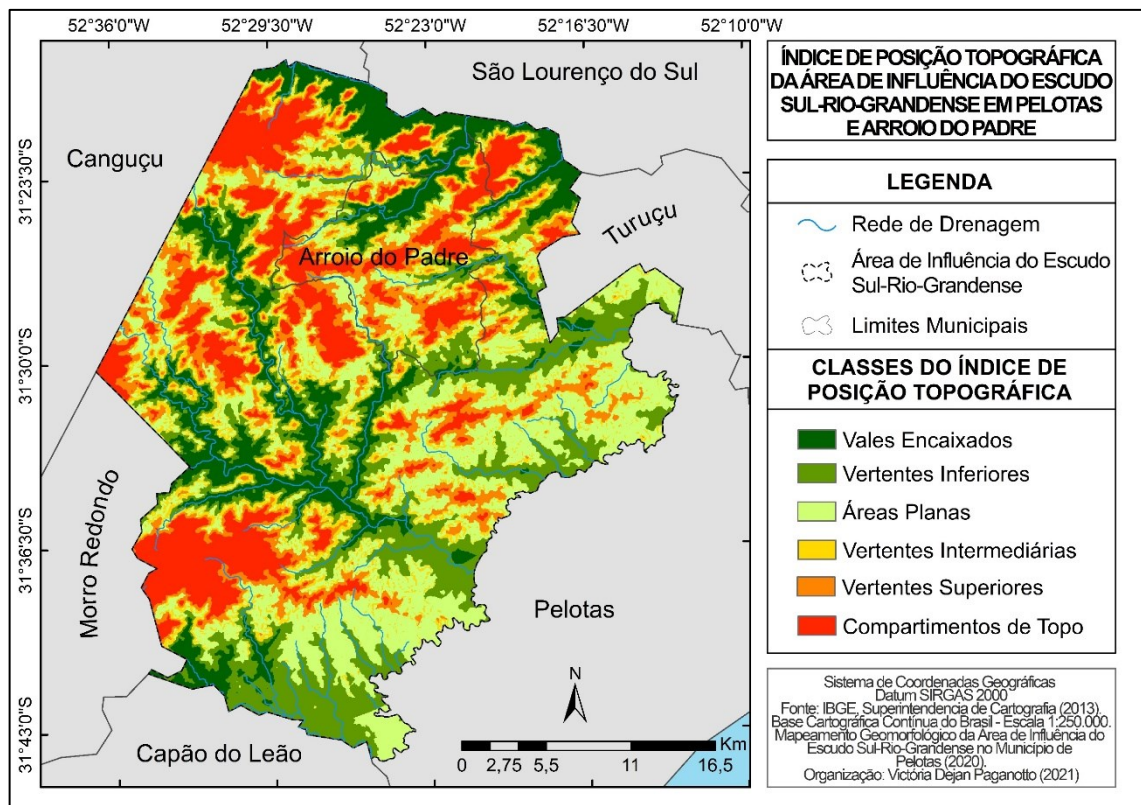 52°36'0"W
52°29'30"W
52°23'0"W
52°16'30"W
52°10'0"W
31°23'30"S
31°30'0"S
31°36'30"S
31°43'0"S
São Lourenço do Sul
Canguçu
Turuçu
Arroio do Padre
Morro Redondo
Pelotas
Capão do Leão
N
Km
0 2,75 5,5 11 16,5
ÍNDICE DE POSIÇÃO TOPOGRÁFICA
DA ÁREA DE INFLUÊNCIA DO ESCUDO
SUL-RIO-GRANDENSE EM PELOTAS
E ARROIO DO PADRE
LEGENDA
Rede de Drenagem
Área de Influência do Escudo
Sul-Rio-Grandense
Limites Municipais
CLASSES DO ÍNDICE DE
POSIÇÃO TOPOGRÁFICA
Vales Encaixados
Vertentes Inferiores
Áreas Planas
Vertentes Intermediárias
Vertentes Superiores
Compartimentos de Topo
Sistema de Coordenadas Geográficas
Datum SIRGAS 2000
Fonte: IBGE, Superintendencia de Cartografia (2013).
Base Cartográfica Contínua do Brasil - Escala 1:250.000.
Mapeamento Geomorfológico da Área de Influência do
Escudo Sul-Rio-Grandense no Município de
Pelotas (2020).
Organização: Victória Dejan Paganotto (2021)